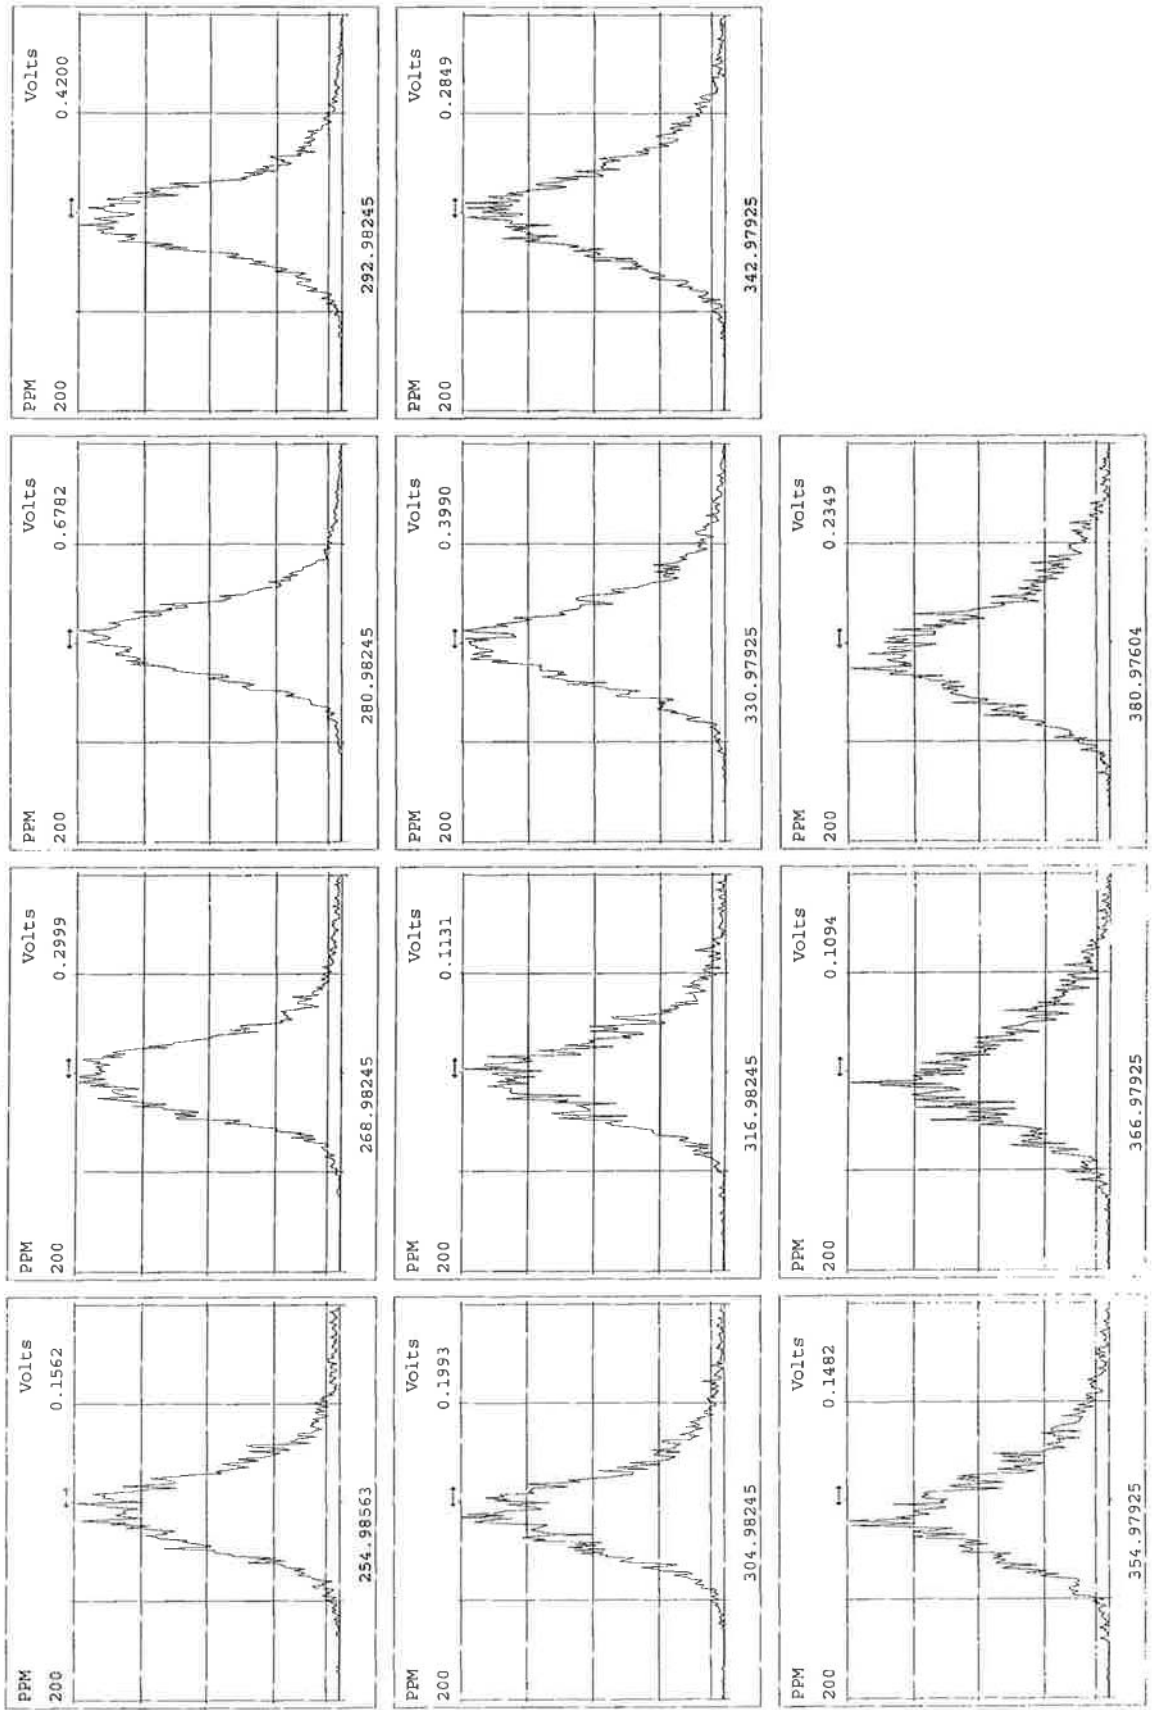 PPM Volts
200 0.1562
254.98563
PPM Volts
200 0.2999
268.98245
PPM Volts
200 0.6782
280.98245
PPM Volts
200 0.4200
292.98245
PPM Volts
200 0.1993
304.98245
PPM Volts
200 0.1131
316.98245
PPM Volts
200 0.3990
330.97925
PPM Volts
200 0.2849
342.97925
PPM Volts
200 0.1482
354.97925
PPM Volts
200 0.1094
366.97925
PPM Volts
200 0.2349
380.97604